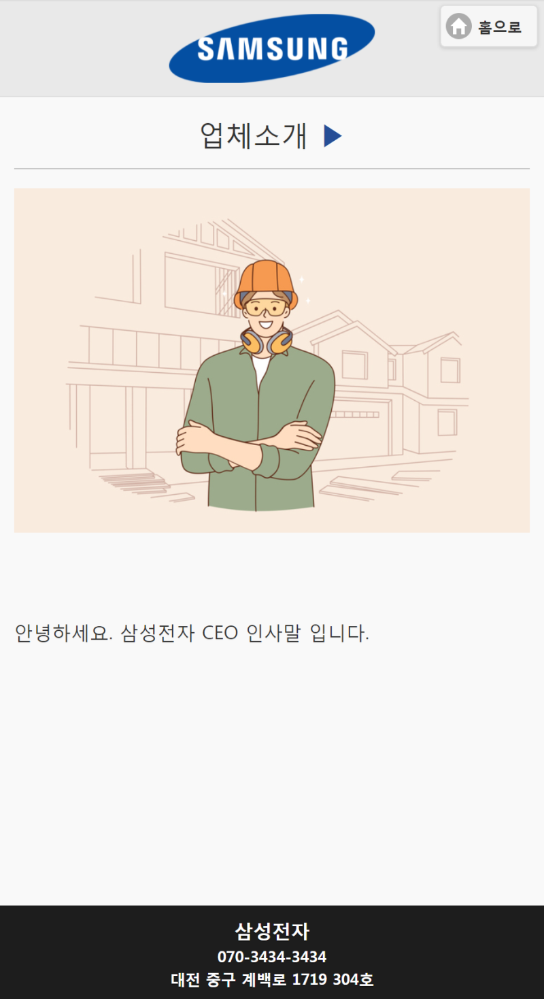 SAMSUNG
홈으로
업체소개 ▶
안녕하세요. 삼성전자 CEO 인사말 입니다.
삼성전자
070-3434-3434
대전 중구 계백로 1719 304호